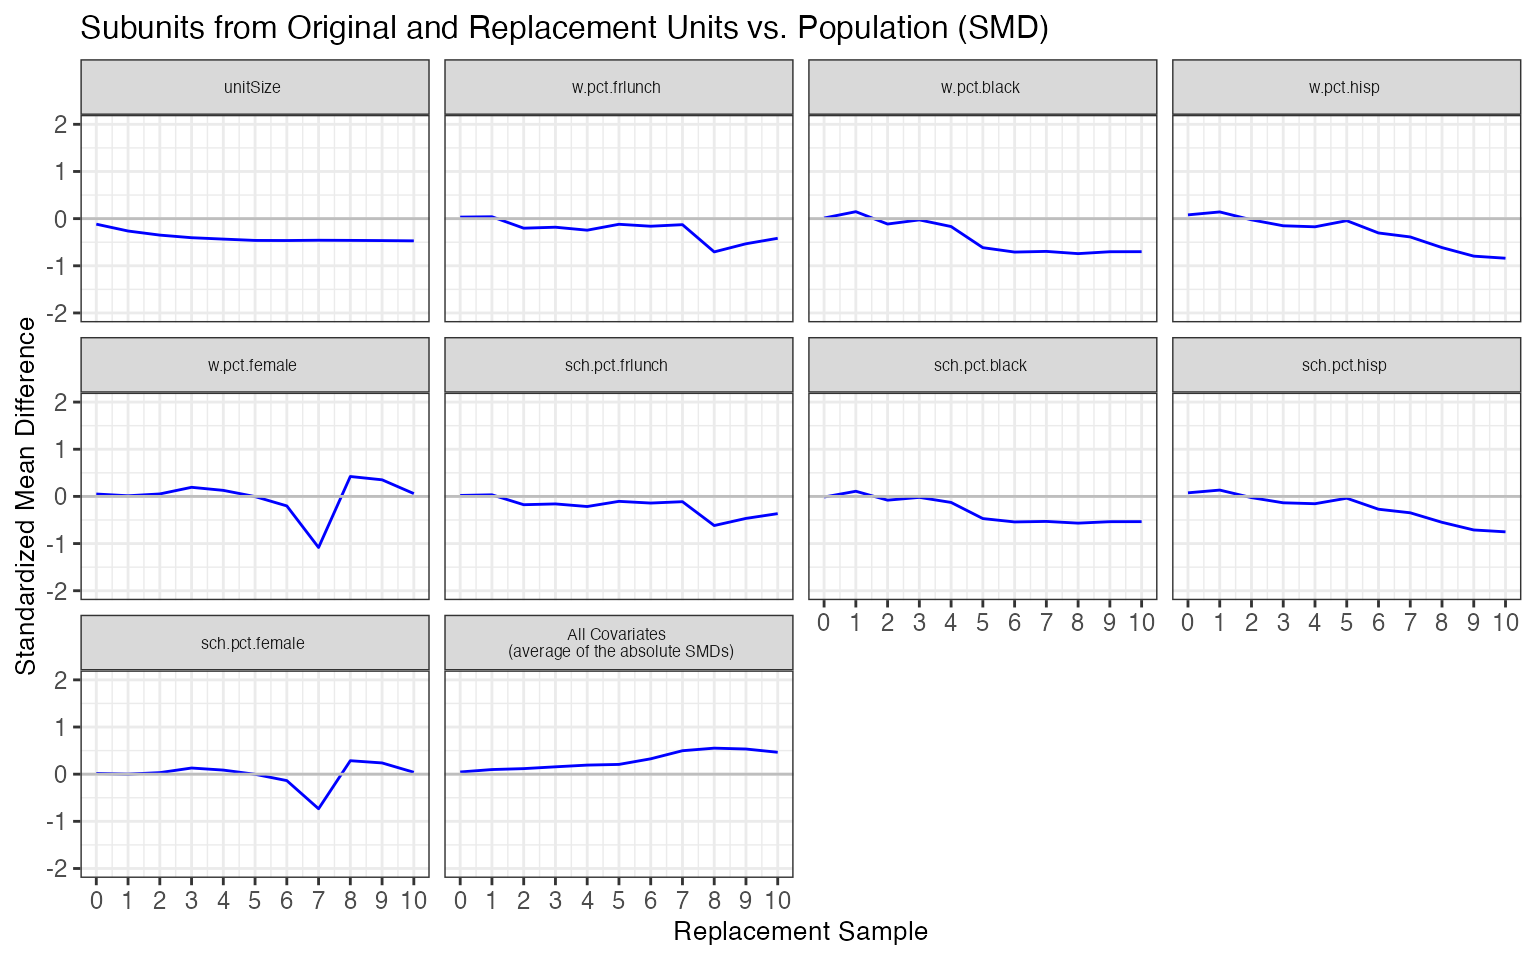 Subunits from Original and Replacement Units vs. Population (SMD)
unitSize
w.pct.frlunch
w.pct.black
w.pct.hisp
2
1
0
-1
-2
w.pct.female
sch.pct.frlunch
sch.pct.black
sch.pct.hisp
2
1
0
-1
-2
0 1 2 3 4 5 6 7 8 9 10
0 1 2 3 4 5 6 7 8 9 10
sch.pct.female
All Covariates
(average of the absolute SMDs)
2
1
0
-1
-2
0 1 2 3 4 5 6 7 8 9 10
0 1 2 3 4 5 6 7 8 9 10
Standardized Mean Difference
Replacement Sample